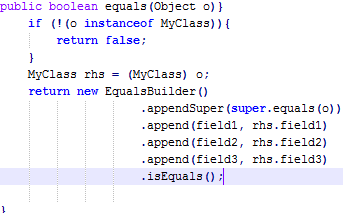 public boolean equals(Object o)}
    if (!(o instanceof MyClass)){
        return false;
    }
    MyClass rhs = (MyClass) o;
    return new EqualsBuilder()
                    .appendSuper(super.equals(o))
                    .append(field1, rhs.field1)
                    .append(field2, rhs.field2)
                    .append(field3, rhs.field3)
                    .isEquals();
}